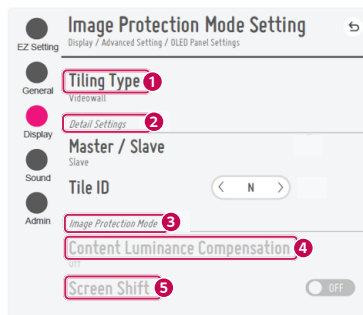 Image Protection Mode Setting
Display / Advanced Setting / OLED Panel Settings
EZ Setting
General
Display
Sound
Admin
Tiling Type 1
Videowall
Detail Settings 2
Master / Slave
Slave
Tile ID < N >
Image Protection Mode 3
Content Luminance Compensation 4
Off
Screen Shift 5 OFF